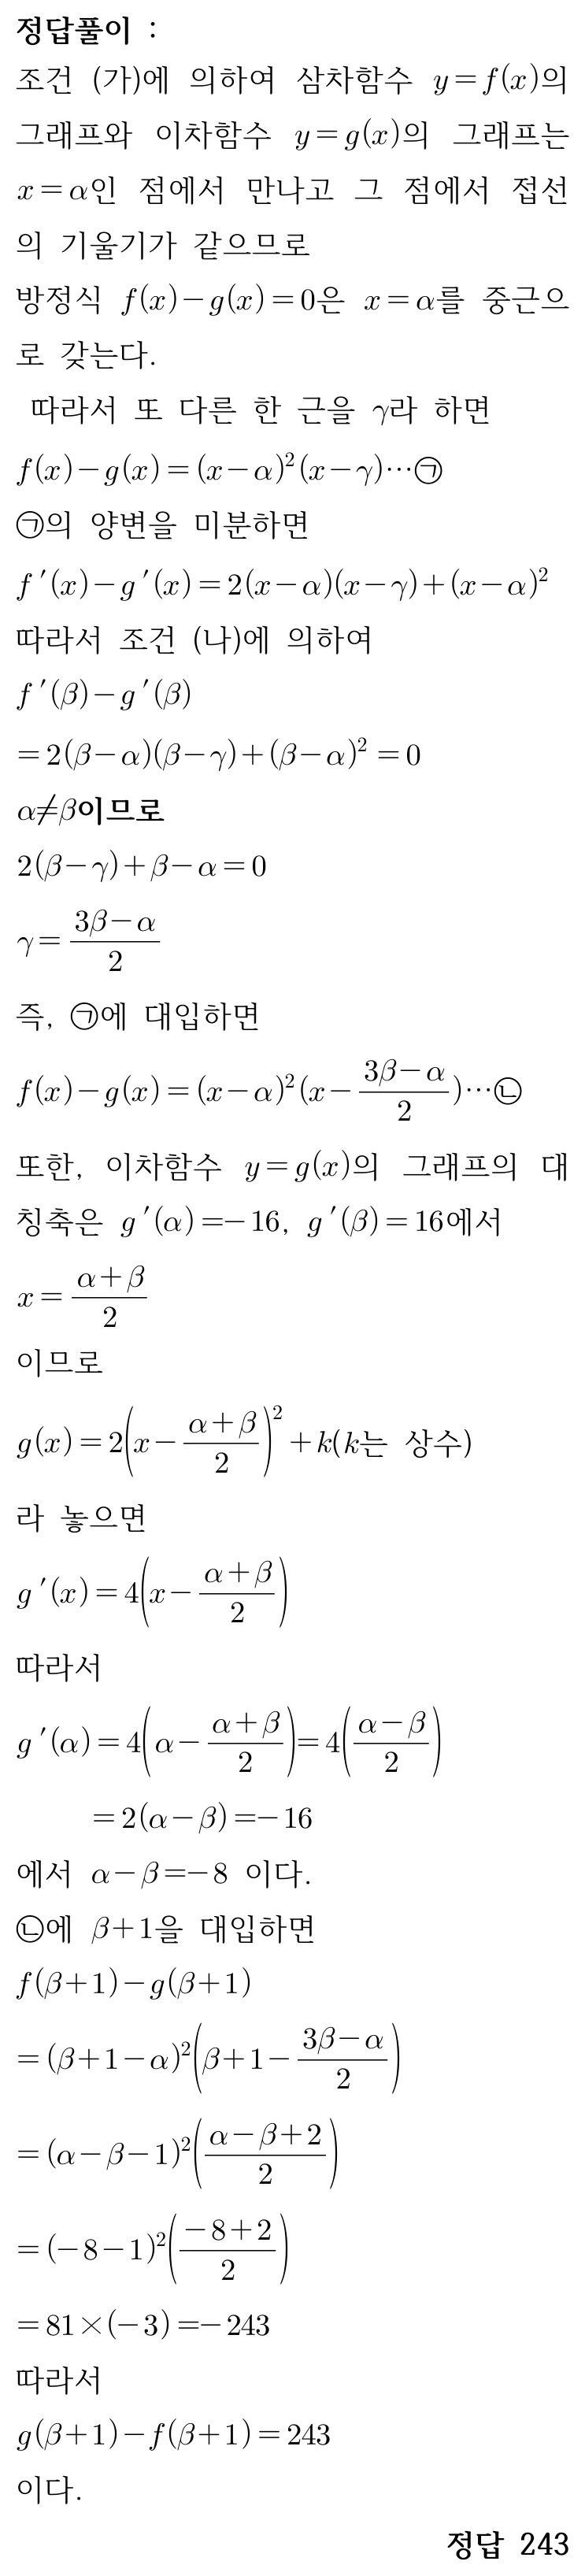 정답풀이 :
조건 (가)에 의하여 삼차함수 y=f(x)의
그래프와 이차함수 y=g(x)의 그래프는
x=α인 점에서 만나고 그 점에서 접선
의 기울기가 같으므로
방정식 f(x)-g(x)=0은 x=α를 중근으
로 갖는다.
따라서 또 다른 한 근을 γ라 하면
f(x)-g(x)=(x-α)²(x-γ)…㉠
㉠의 양변을 미분하면
f′(x)-g′(x)=2(x-α)(x-γ)+(x-α)²
따라서 조건 (나)에 의하여
f′(β)-g′(β)
=2(β-α)(β-γ)+(β-α)²=0
α≠β이므로
2(β-γ)+β-α=0
γ=\frac{3β-α}{2}
즉, ㉠에 대입하면
f(x)-g(x)=(x-α)²(x-\frac{3β-α}{2})…㉡
또한, 이차함수 y=g(x)의 그래프의 대
칭축은 g′(α)=-16, g′(β)=16에서
x=\frac{α+β}{2}
이므로
g(x)=2(x-\frac{α+β}{2})²+k(k는 상수)
라 놓으면
g′(x)=4(x-\frac{α+β}{2})
따라서
g′(α)=4(α-\frac{α+β}{2})=4(\frac{α-β}{2})
=2(α-β)=-16
에서 α-β=-8 이다.
㉡에 β+1을 대입하면
f(β+1)-g(β+1)
=(β+1-α)²(β+1-\frac{3β-α}{2})
=(α-β-1)²(\frac{α-β+2}{2})
=(-8-1)²(\frac{-8+2}{2})
=81×(-3)=-243
따라서
g(β+1)-f(β+1)=243
이다.
정답 243